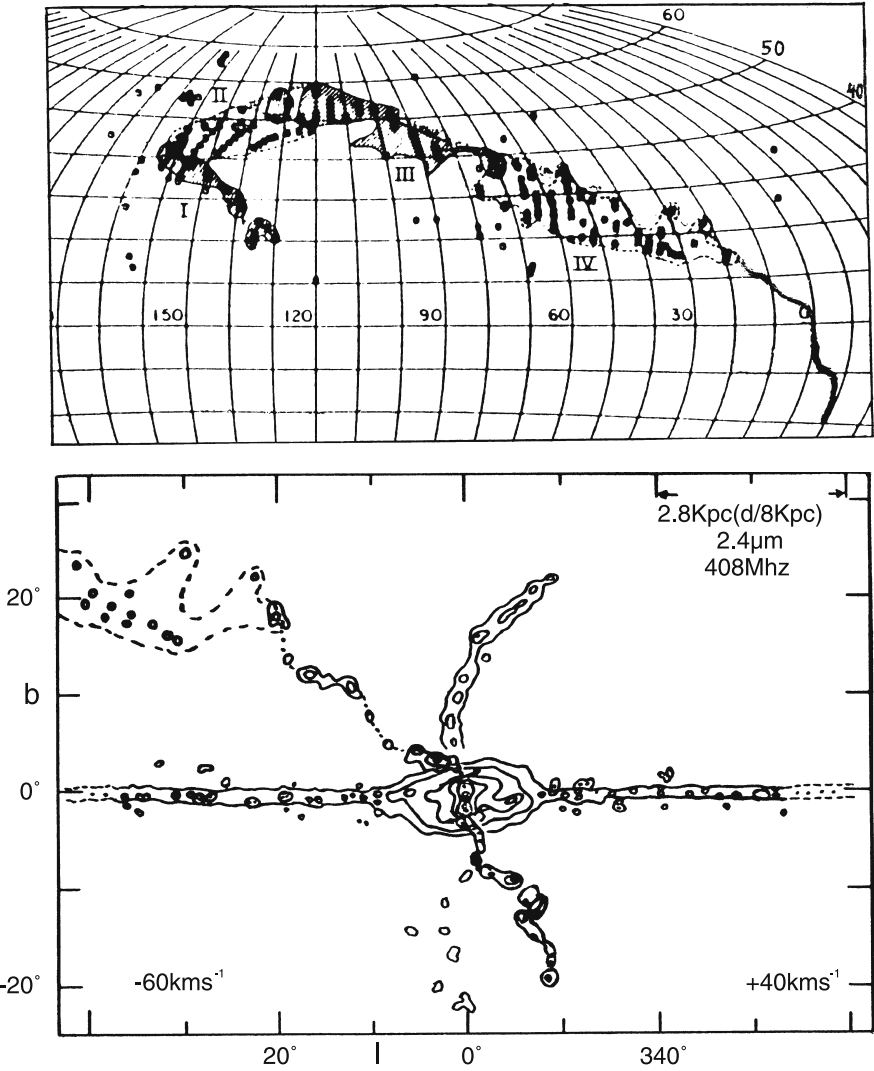 60
50
40
II
I
III
IV
150 120 90 60 30 0
2.8Kpc(d/8Kpc)
2.4µm
408Mhz
20°
b
0°
-20°
-60kms⁻¹ +40kms⁻¹
20° l 0° 340°